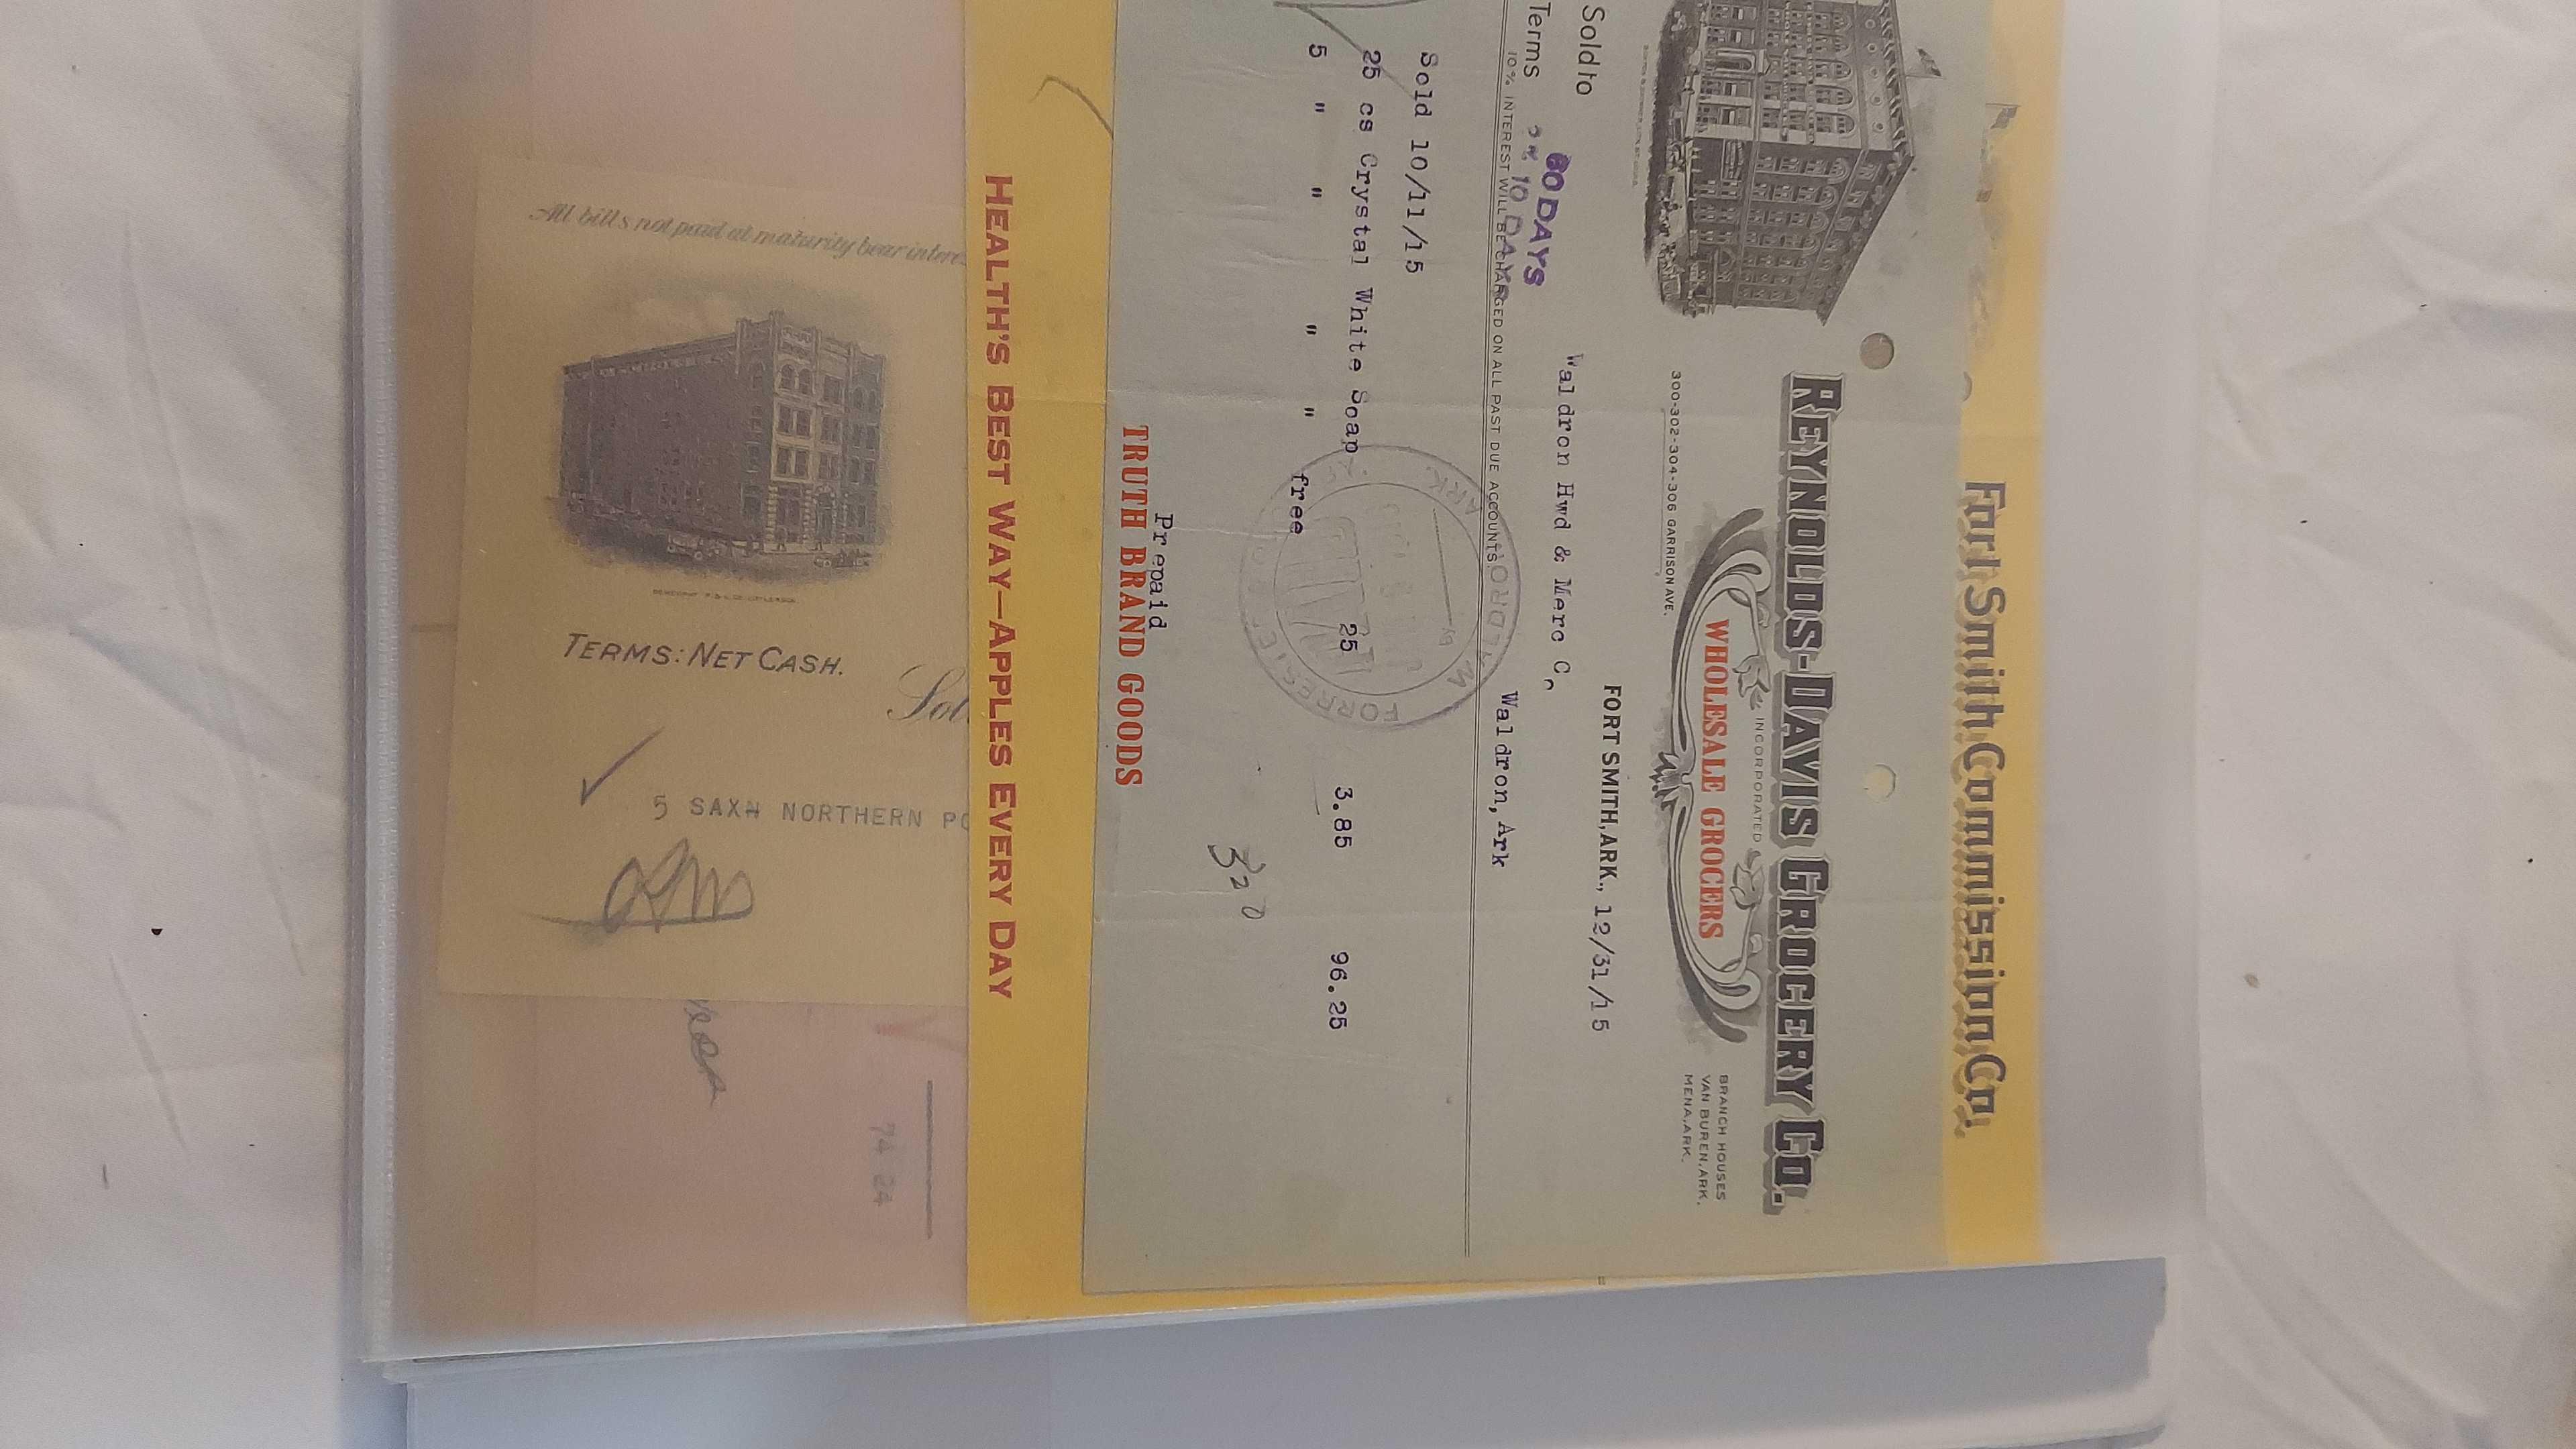 Fort Smith Commission Co.
REYNOLDS-DAVIS GROCERY CO.
INCORPORATED
WHOLESALE GROCERS
300-302-304-306 GARRISON AVE.
BRANCH HOUSES
VAN BUREN, ARK.
MENA, ARK.
FORT SMITH, ARK., 12/31/15
Sold to Waldron Hwd & Merc Co
Waldron, Ark
60 DAYS
Terms % 10 DAYS
10% INTEREST WILL BE CHARGED ON ALL PAST DUE ACCOUNTS
Sold 10/11/15
25 cs Crystal White Soap 25 3.85 96.25
5 " " " " free
320
Prepaid
TRUTH BRAND GOODS
HEALTH'S BEST WAY—APPLES EVERY DAY
All bills not paid at maturity bear
TERMS: NET CASH.
5 SAXN NORTHERN
74 24